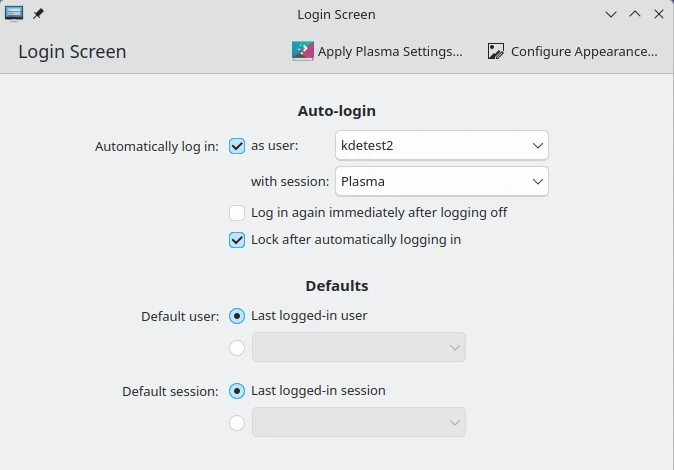 Login Screen
Login Screen
Apply Plasma Settings...
Configure Appearance...
Auto-login
Automatically log in: as user: kdetest2
with session: Plasma
Log in again immediately after logging off
Lock after automatically logging in
Defaults
Default user: Last logged-in user
Default session: Last logged-in session